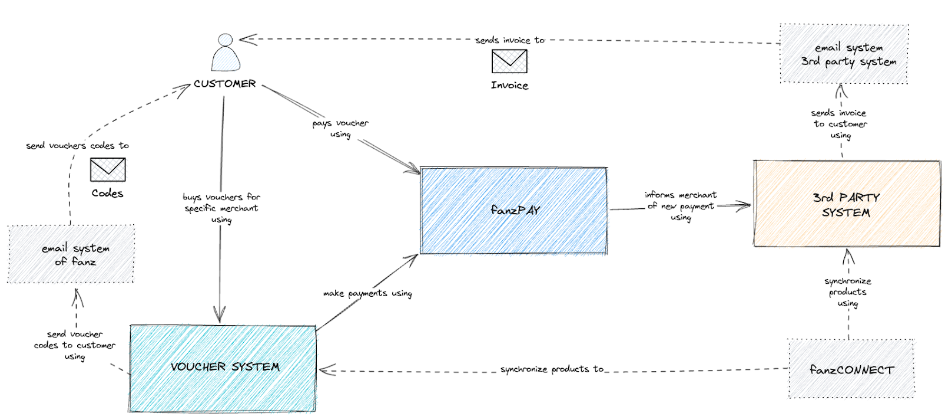 sends invoice to
Invoice
email system
3rd party system
CUSTOMER
pays voucher
using
sends invoice
to customer
using
send vouchers codes to
Codes
buys vouchers for
specific merchant
using
fanzPAY
informs merchant
of new payment
using
3rd PARTY
SYSTEM
email system
of fanz
make payments using
synchronize
products
using
send voucher
codes to customer
using
VOUCHER SYSTEM
synchronize products to
fanzCONNECT